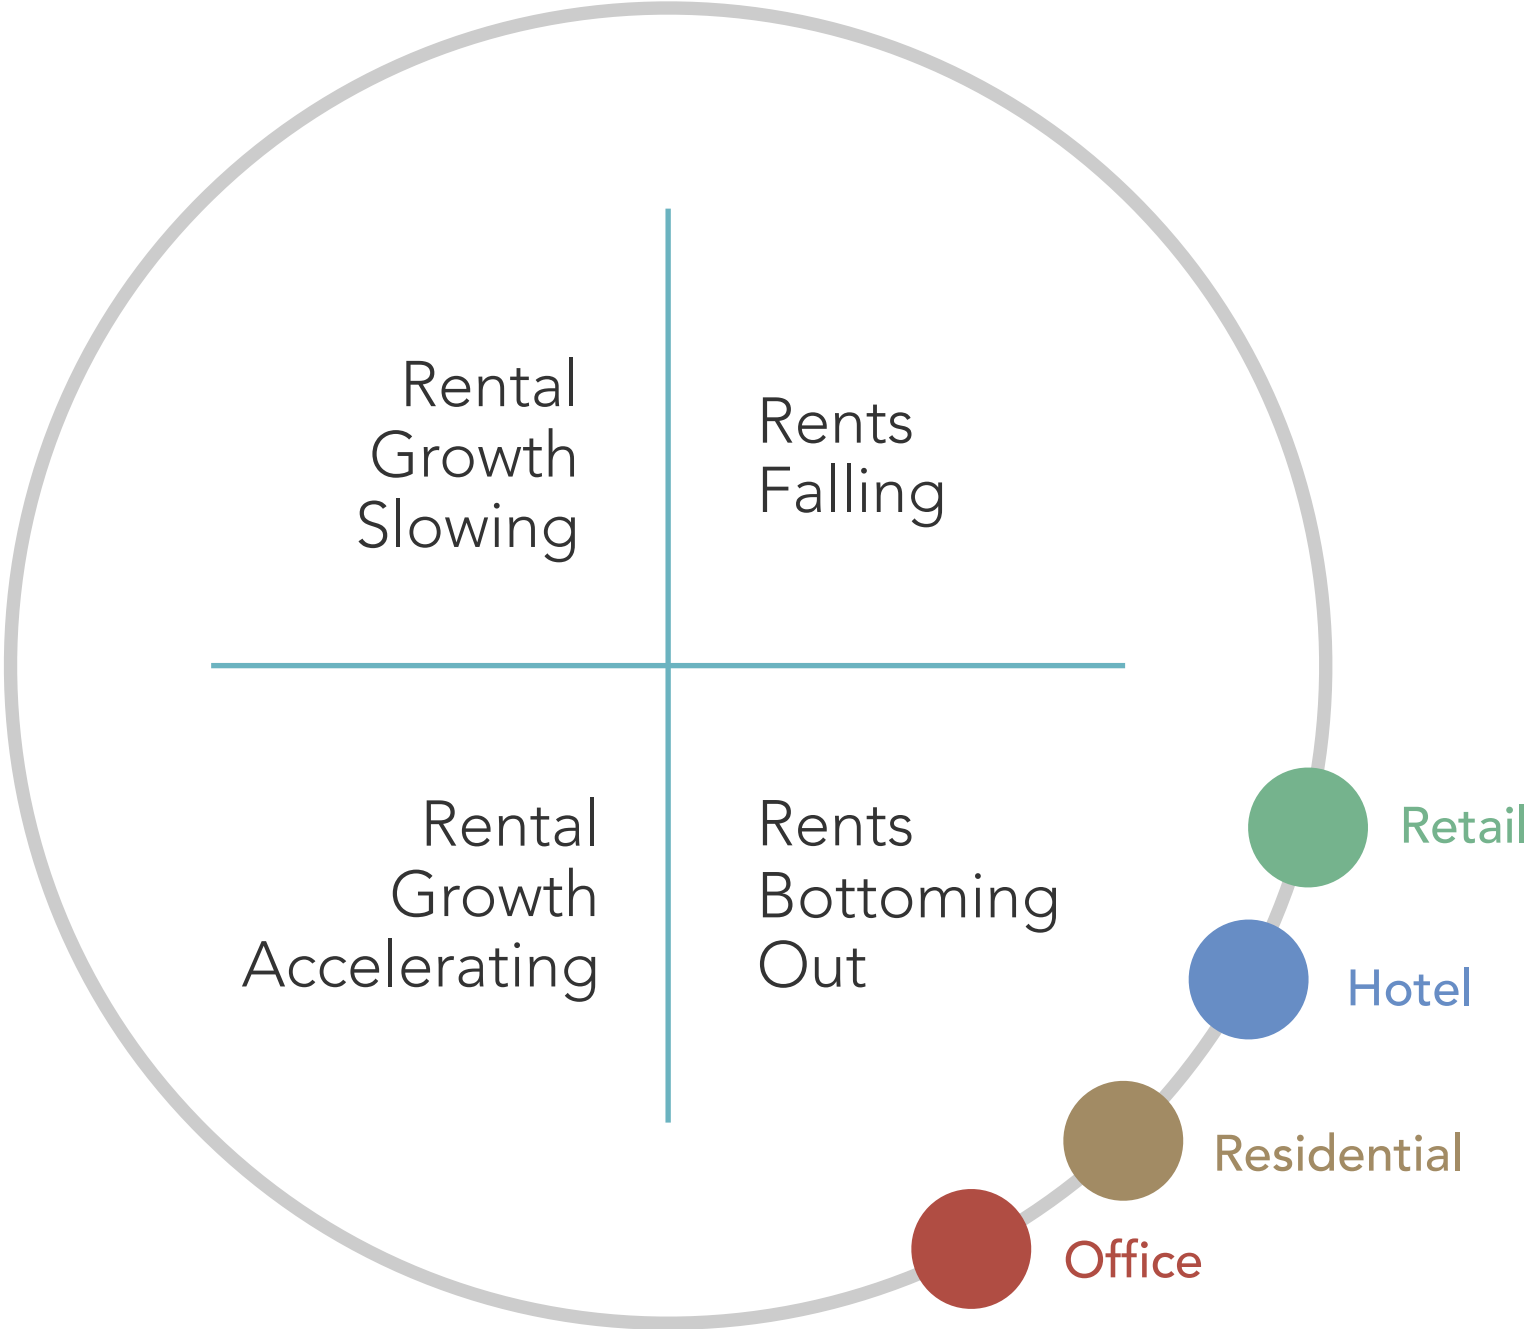 Rental
Growth
Slowing
Rents
Falling
Rental
Growth
Accelerating
Rents
Bottoming
Out
Retail
Hotel
Residential
Office